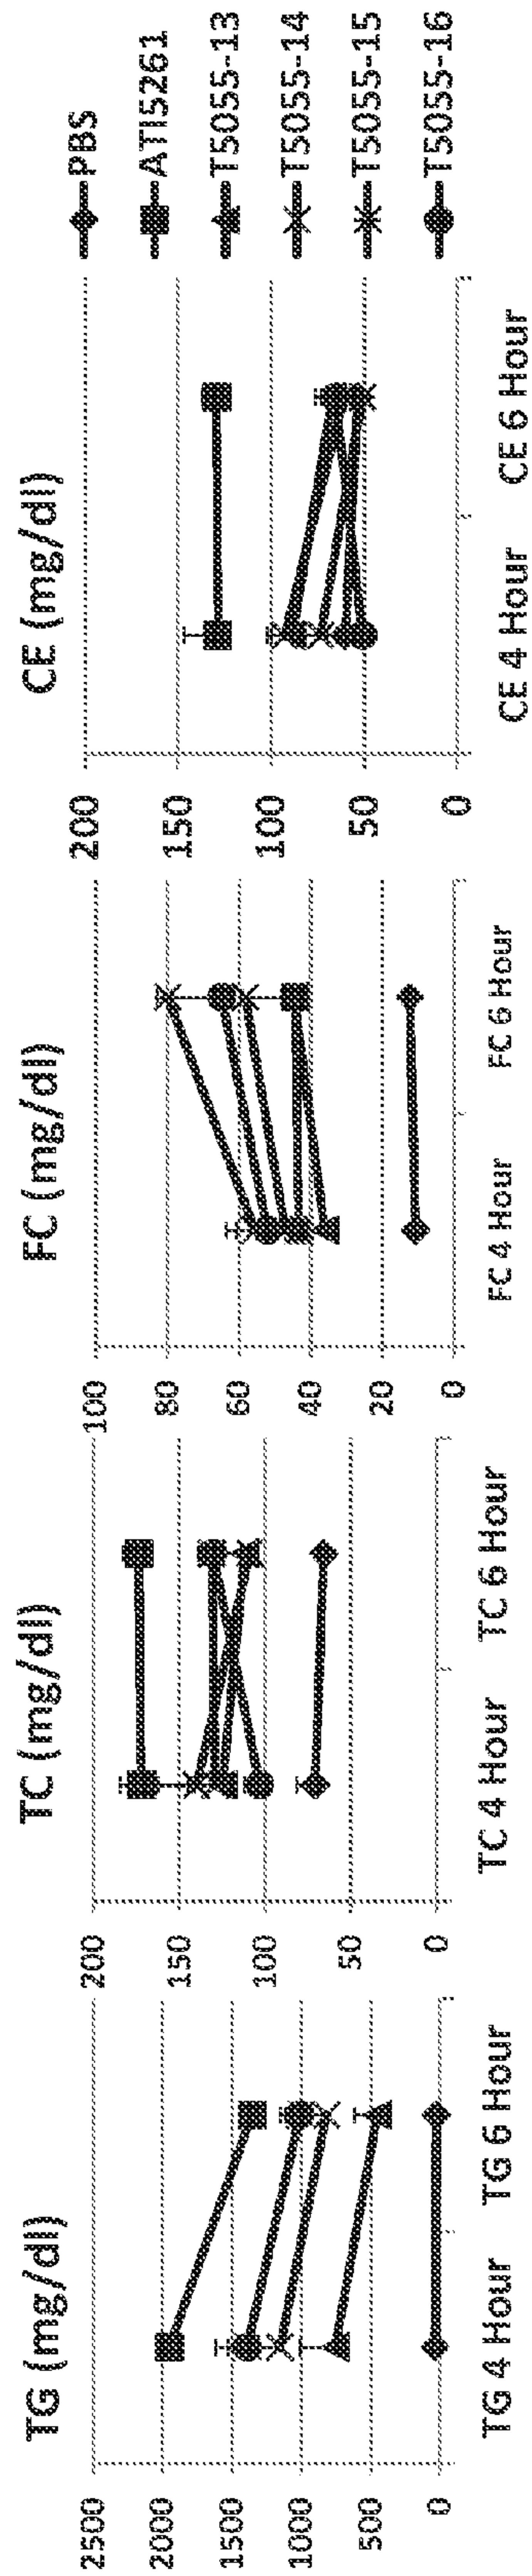 TG (mg/dl)
2500
2000
1500
1000
500
0
TG 4 Hour
TG 6 Hour
TC (mg/dl)
200
150
100
50
0
TC 4 Hour
TC 6 Hour
FC (mg/dl)
100
80
60
40
20
0
FC 4 Hour
FC 6 Hour
CE (mg/dl)
200
150
100
50
0
CE 4 Hour
CE 6 Hour
PBS
ATI5261
T5055-13
T5055-14
T5055-15
T5055-16